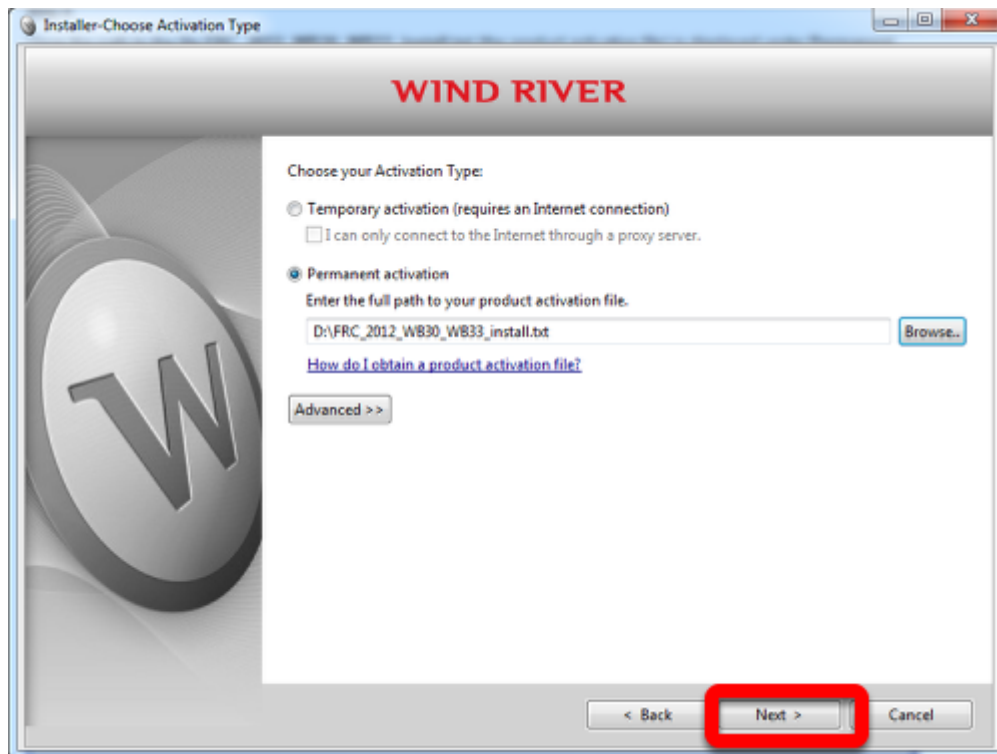 Installer-Choose Activation Type
WIND RIVER
Choose your Activation Type:
Temporary activation (requires an Internet connection)
I can only connect to the Internet through a proxy server.
Permanent activation
Enter the full path to your product activation file.
D:\FRC_2012_WB30_WB33_install.txt
Browse..
How do I obtain a product activation file?
Advanced >>
W
< Back
Next >
Cancel